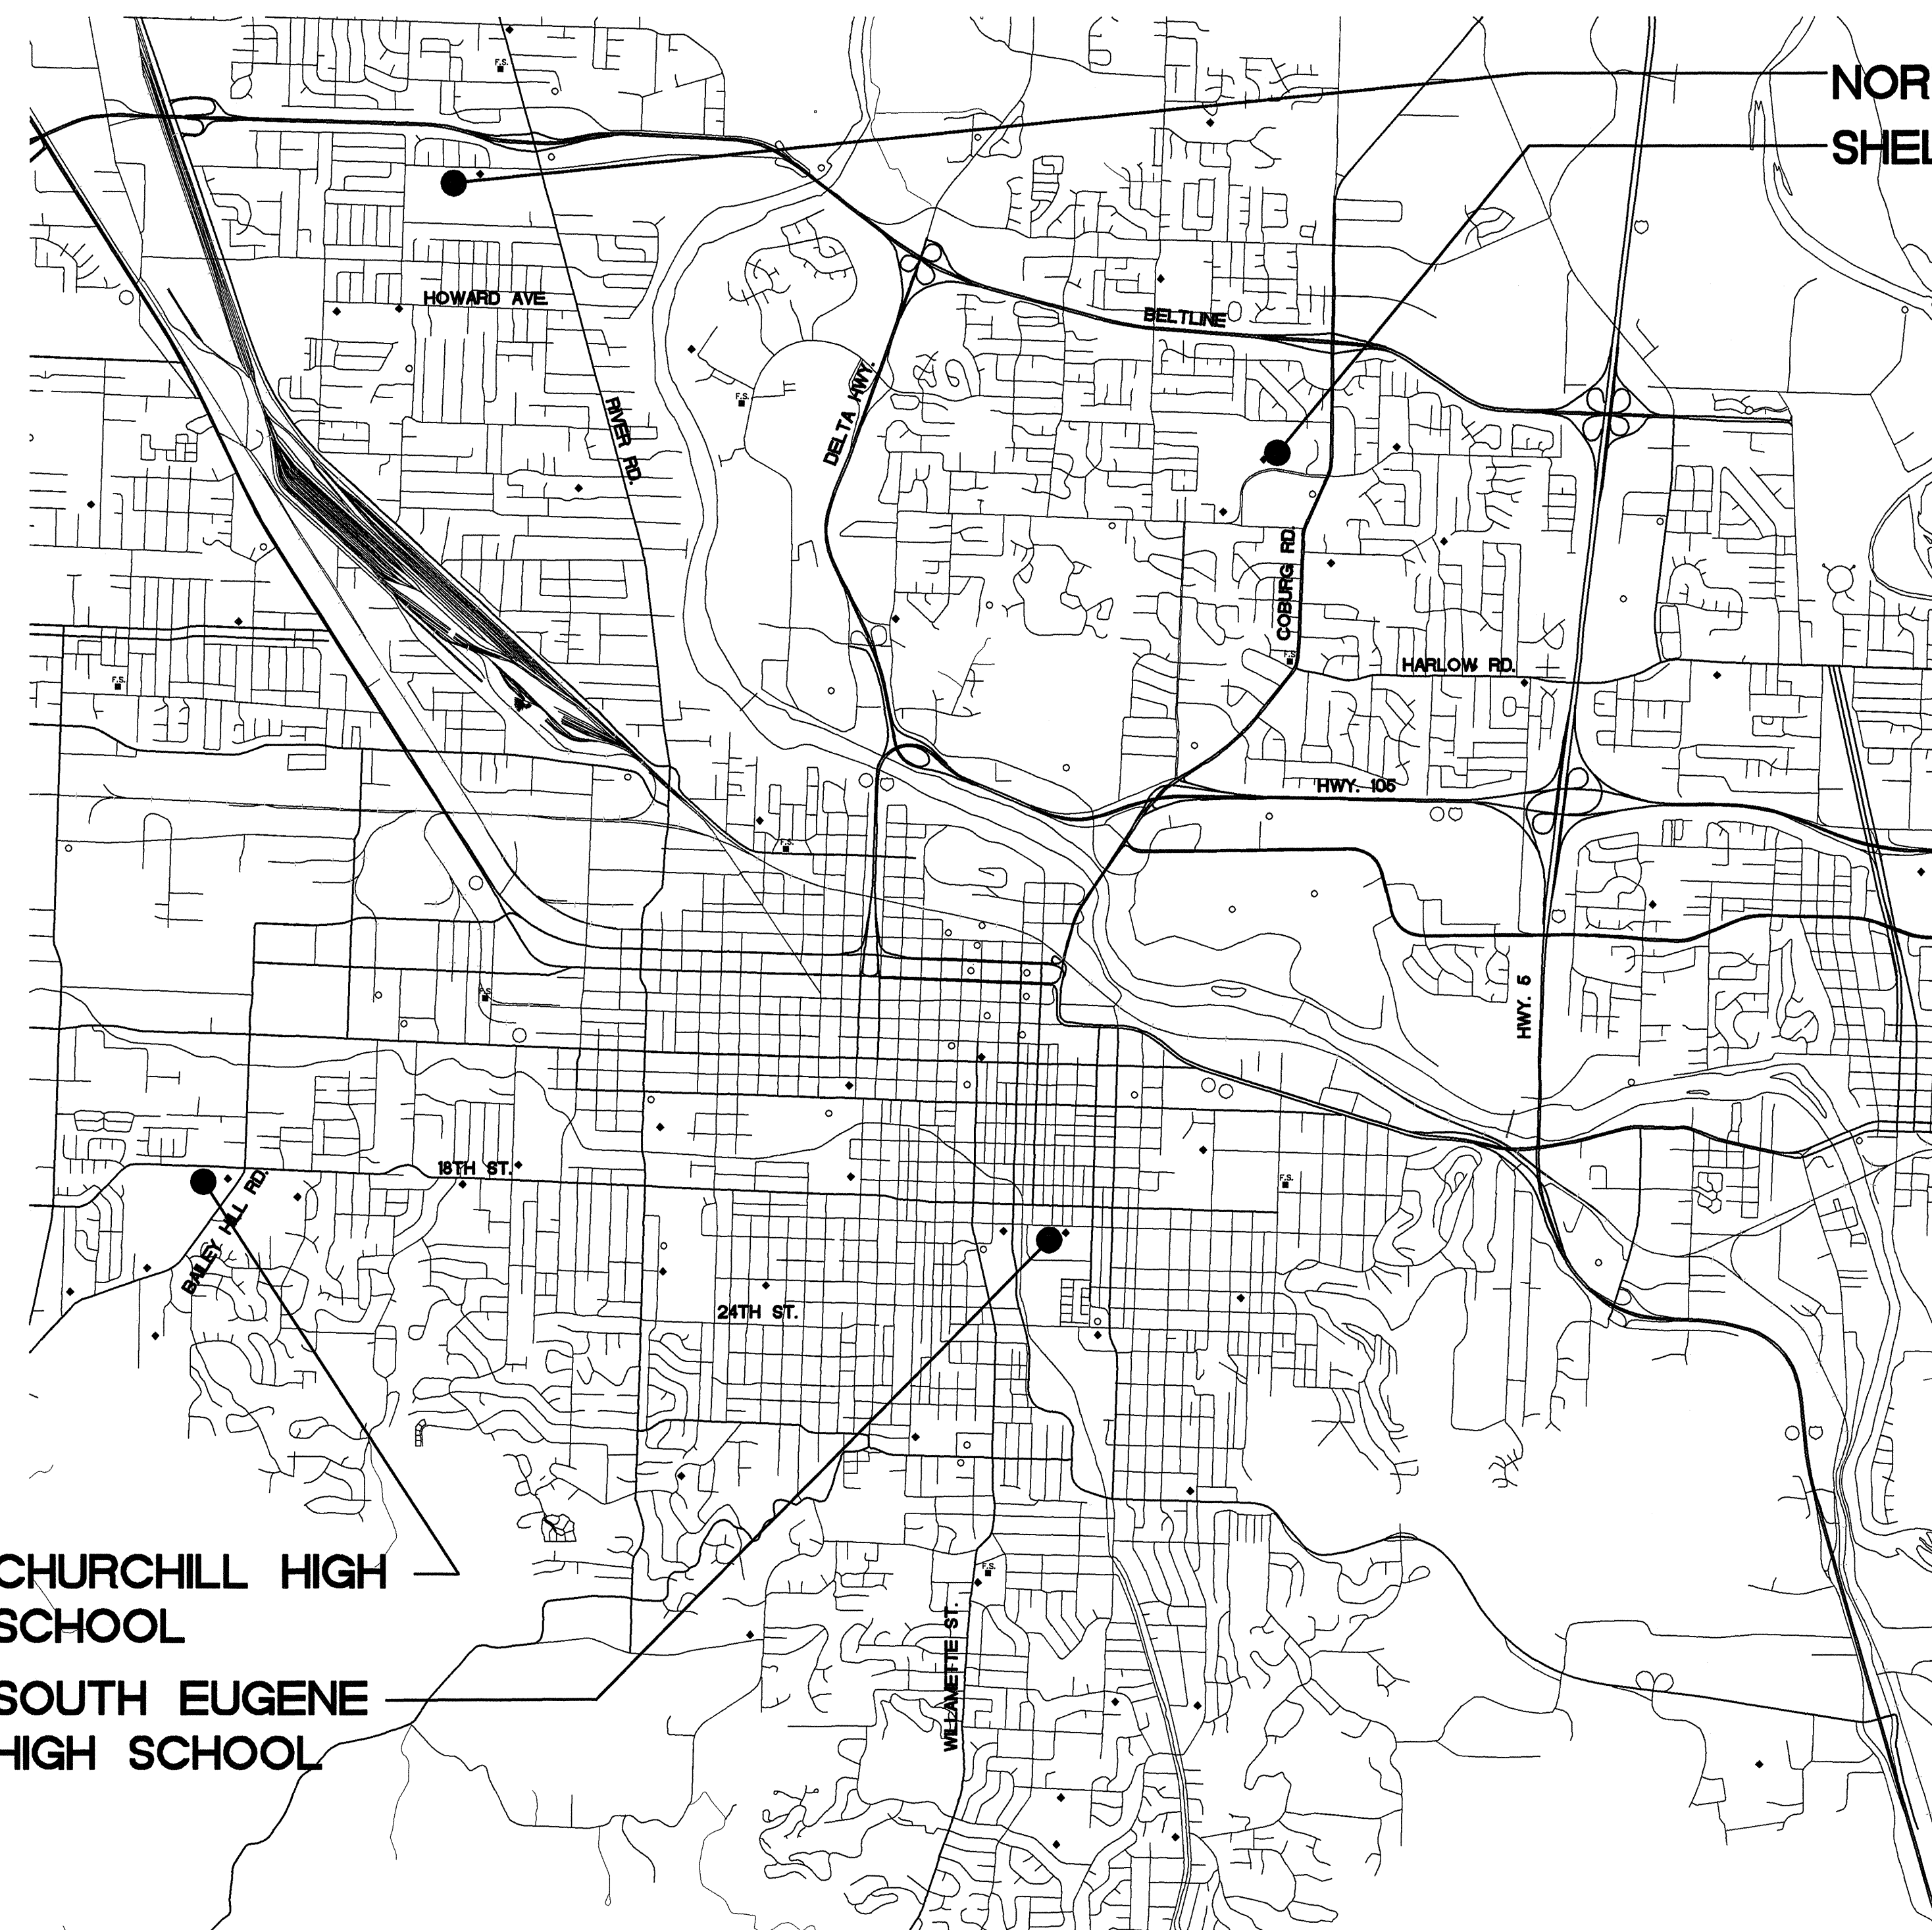 F.S.
NOR
SHEL
HOWARD AVE.
BELTLINE
DELTA HWY.
RIVER RD.
F.S.
COBURG RD.
F.S.
HARLOW RD.
F.S.
HWY. 105
F.S.
F.S.
HWY. 5
18TH ST.
BAILEY HILL RD.
F.S.
24TH ST.
CHURCHILL HIGH
SCHOOL
F.S.
WILLAMETTE ST.
SOUTH EUGENE
HIGH SCHOOL